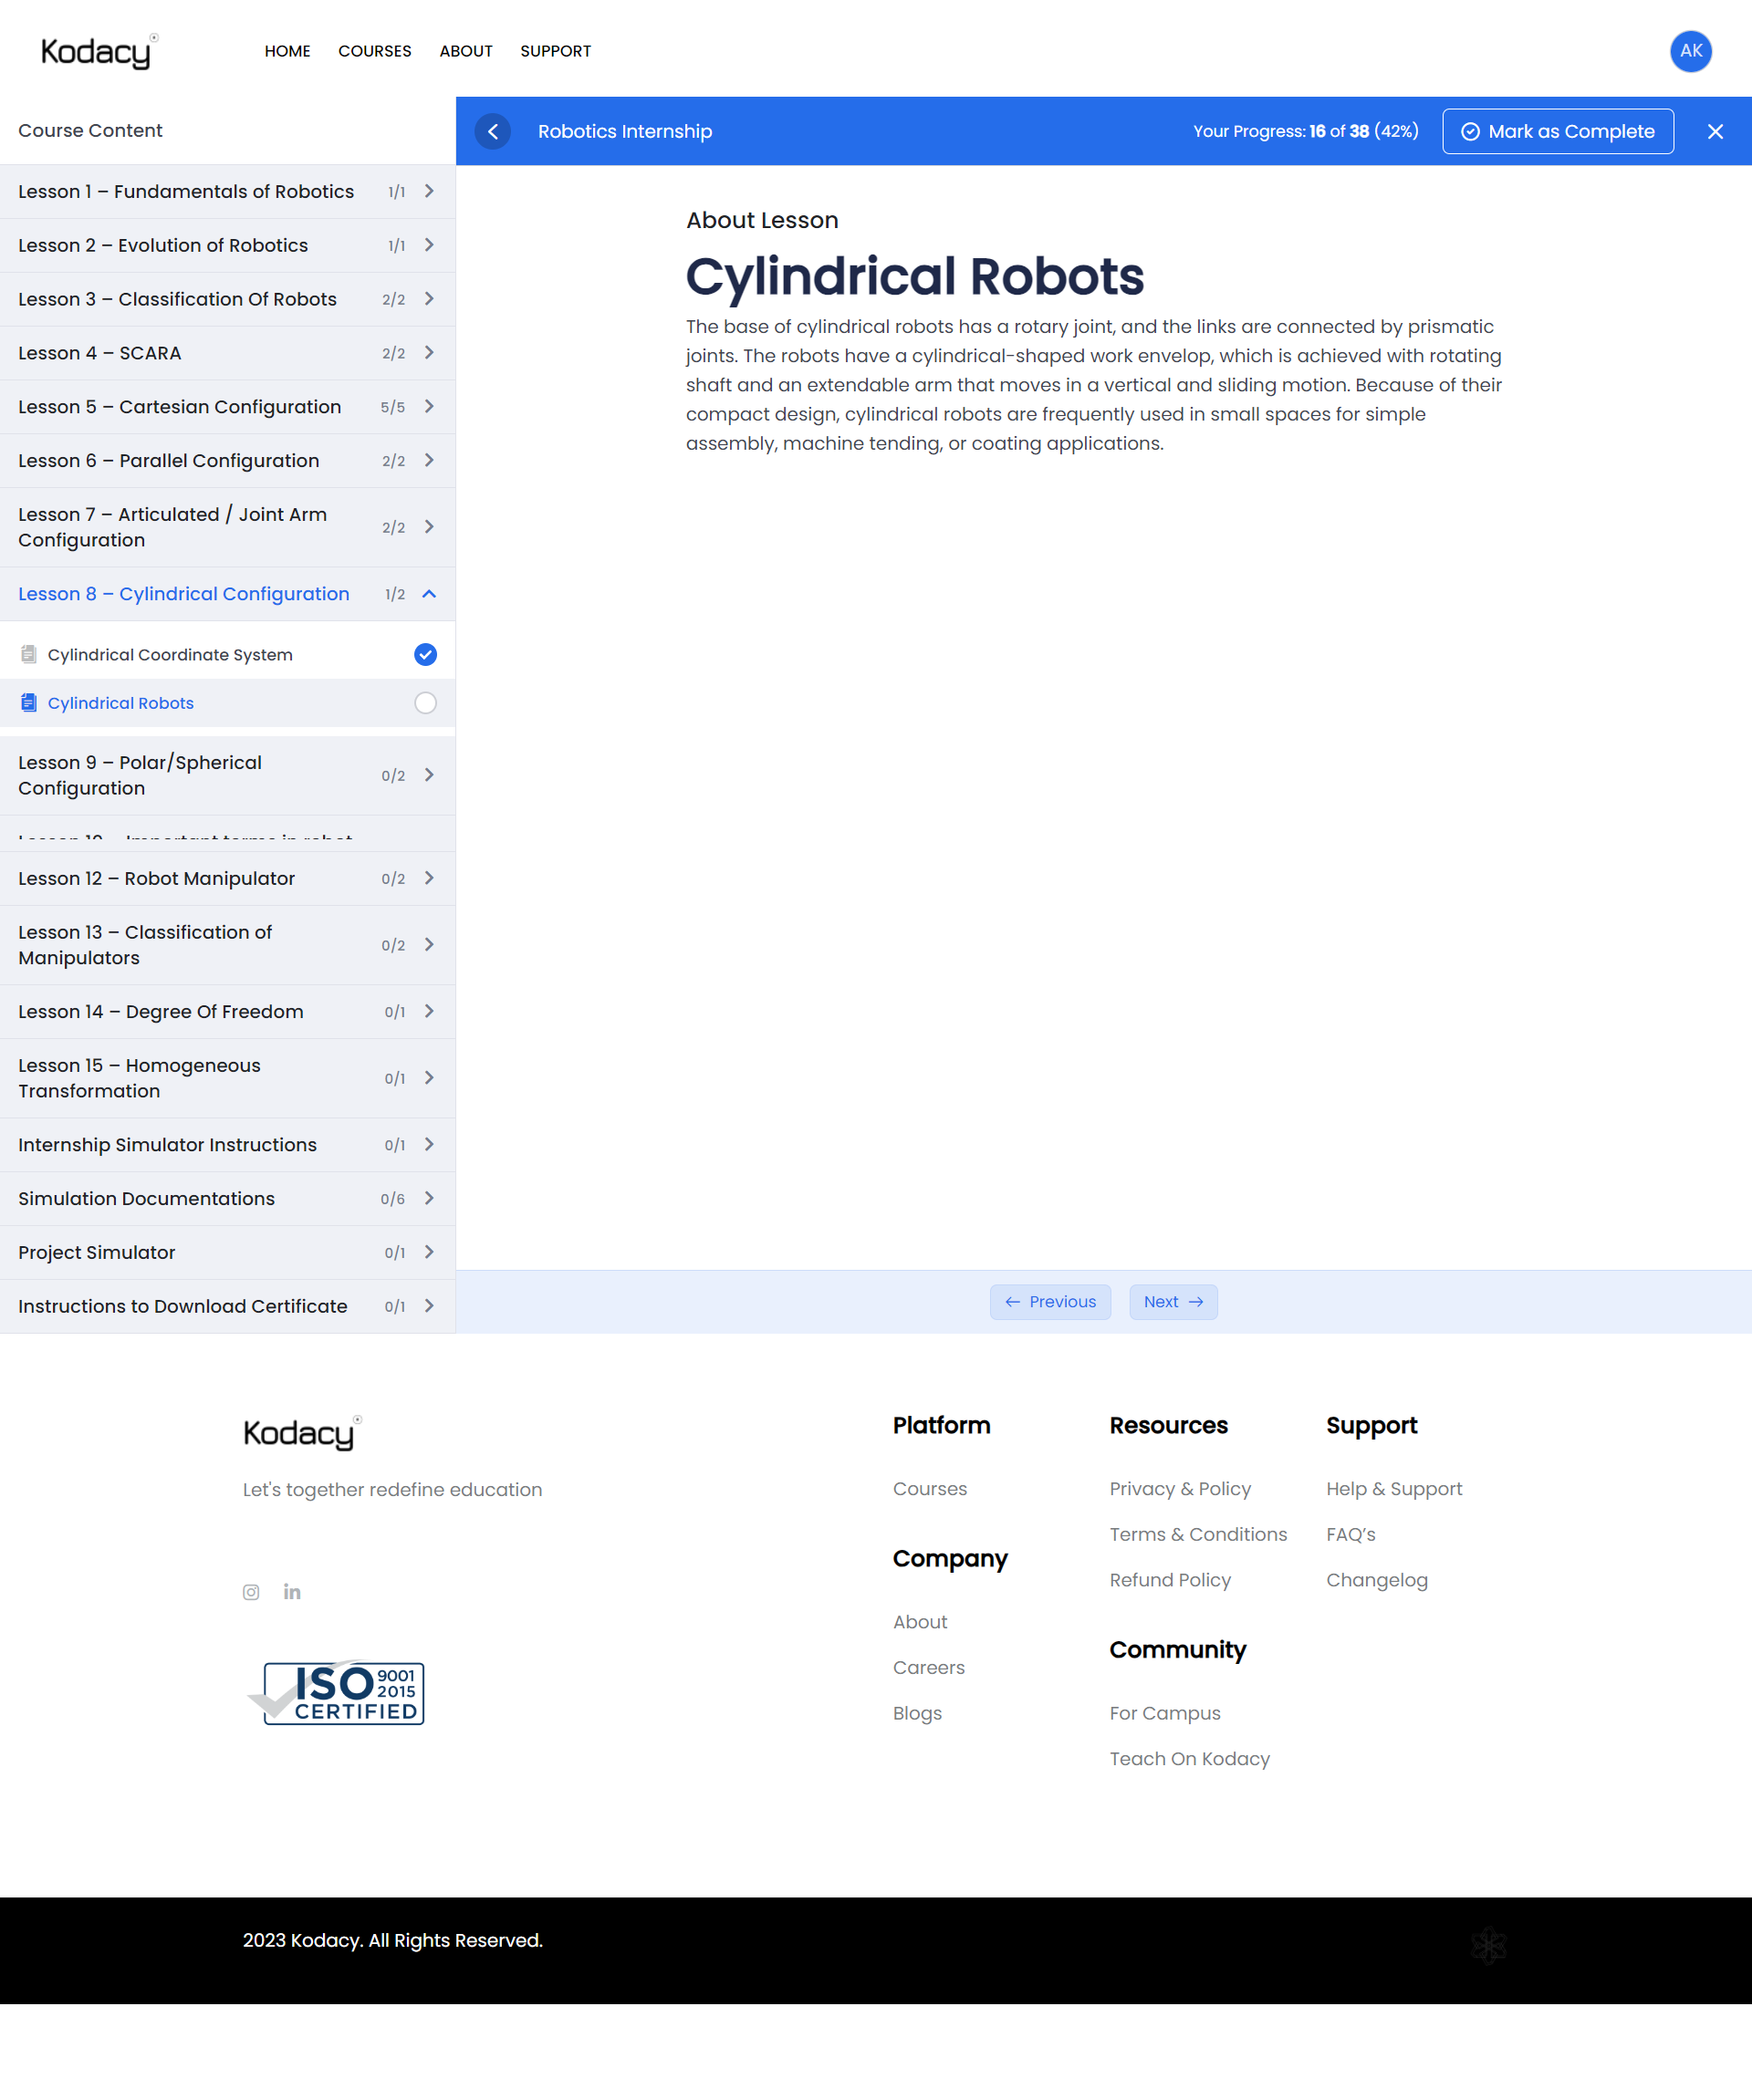 Kodacy
HOME COURSES ABOUT SUPPORT
AK
Course Content
Robotics Internship
Your Progress: 16 of 38 (42%)
Mark as Complete
Lesson 1 – Fundamentals of Robotics 1/1
Lesson 2 – Evolution of Robotics 1/1
Lesson 3 – Classification Of Robots 2/2
Lesson 4 – SCARA 2/2
Lesson 5 – Cartesian Configuration 5/5
Lesson 6 – Parallel Configuration 2/2
Lesson 7 – Articulated / Joint Arm
Configuration 2/2
Lesson 8 – Cylindrical Configuration 1/2
Cylindrical Coordinate System
Cylindrical Robots
Lesson 9 – Polar/Spherical
Configuration 0/2
Lesson 10 – Important terms in robot
Lesson 12 – Robot Manipulator 0/2
Lesson 13 – Classification of
Manipulators 0/2
Lesson 14 – Degree Of Freedom 0/1
Lesson 15 – Homogeneous
Transformation 0/1
Internship Simulator Instructions 0/1
Simulation Documentations 0/6
Project Simulator 0/1
Instructions to Download Certificate 0/1
About Lesson
Cylindrical Robots
The base of cylindrical robots has a rotary joint, and the links are connected by prismatic
joints. The robots have a cylindrical-shaped work envelop, which is achieved with rotating
shaft and an extendable arm that moves in a vertical and sliding motion. Because of their
compact design, cylindrical robots are frequently used in small spaces for simple
assembly, machine tending, or coating applications.
← Previous
Next →
Kodacy
Let's together redefine education
ISO 9001
2015
CERTIFIED
Platform
Courses
Company
About
Careers
Blogs
Resources
Privacy & Policy
Terms & Conditions
Refund Policy
Community
For Campus
Teach On Kodacy
Support
Help & Support
FAQ’s
Changelog
2023 Kodacy. All Rights Reserved.